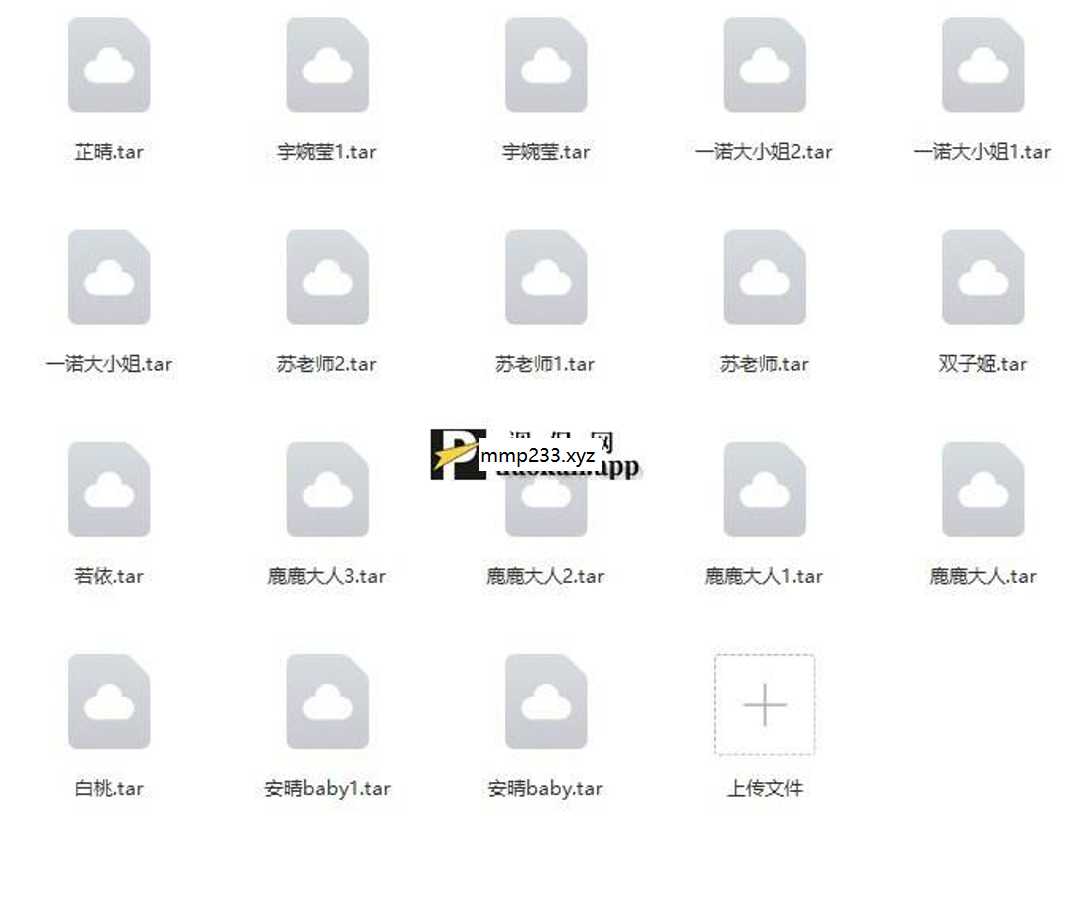 芷晴.tar
宇婉莹1.tar
宇婉莹.tar
一诺大小姐2.tar
一诺大小姐1.tar
一诺大小姐.tar
苏老师2.tar
苏老师1.tar
苏老师.tar
双子姬.tar
mmp233.xyz
若依.tar
鹿鹿大人3.tar
鹿鹿大人2.tar
鹿鹿大人1.tar
鹿鹿大人.tar
白桃.tar
安晴baby1.tar
安晴baby.tar
上传文件